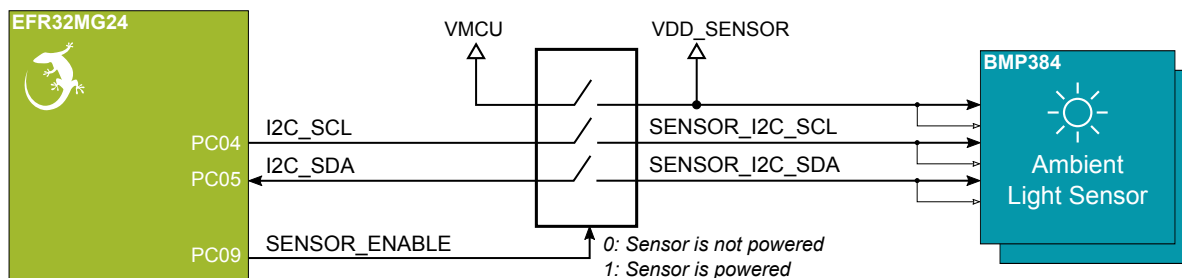 EFR32MG24
VMCU
VDD_SENSOR
BMP384
PC04
I2C_SCL
SENSOR_I2C_SCL
PC05
I2C_SDA
SENSOR_I2C_SDA
Ambient
Light Sensor
PC09
SENSOR_ENABLE
0: Sensor is not powered
1: Sensor is powered